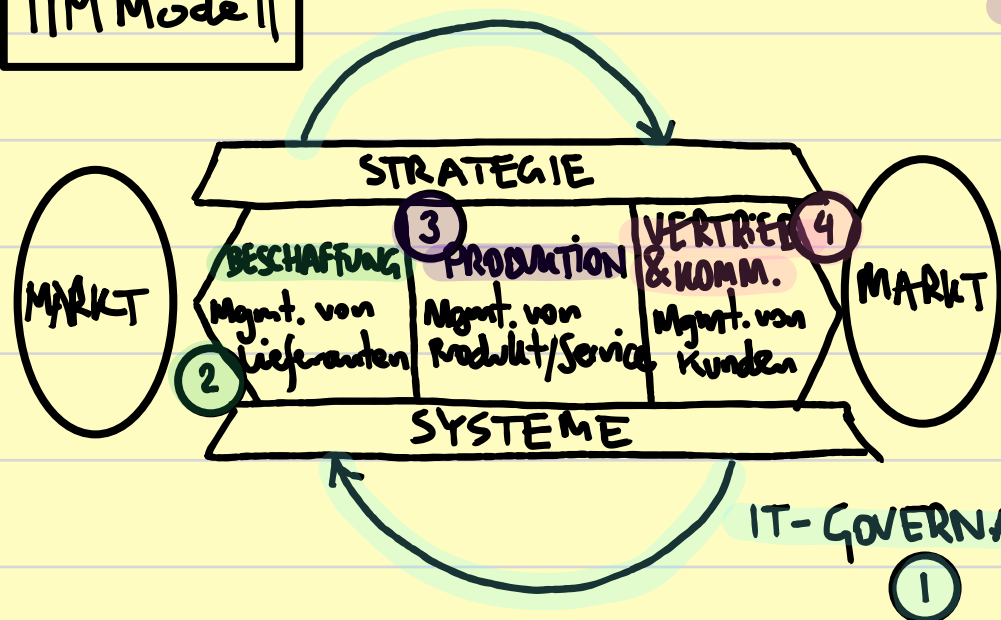 IIM Modell
STRATEGIE
3
4
VERTRIEB
BESCHAFFUNG
PRODUKTION
& KOMM.
MARKT
MARKT
Mgmt. von
Mgmt. von
Mgmt. von
Lieferanten
Produkt/Service
Kunden
2
SYSTEME
IT-GOVERNA
1